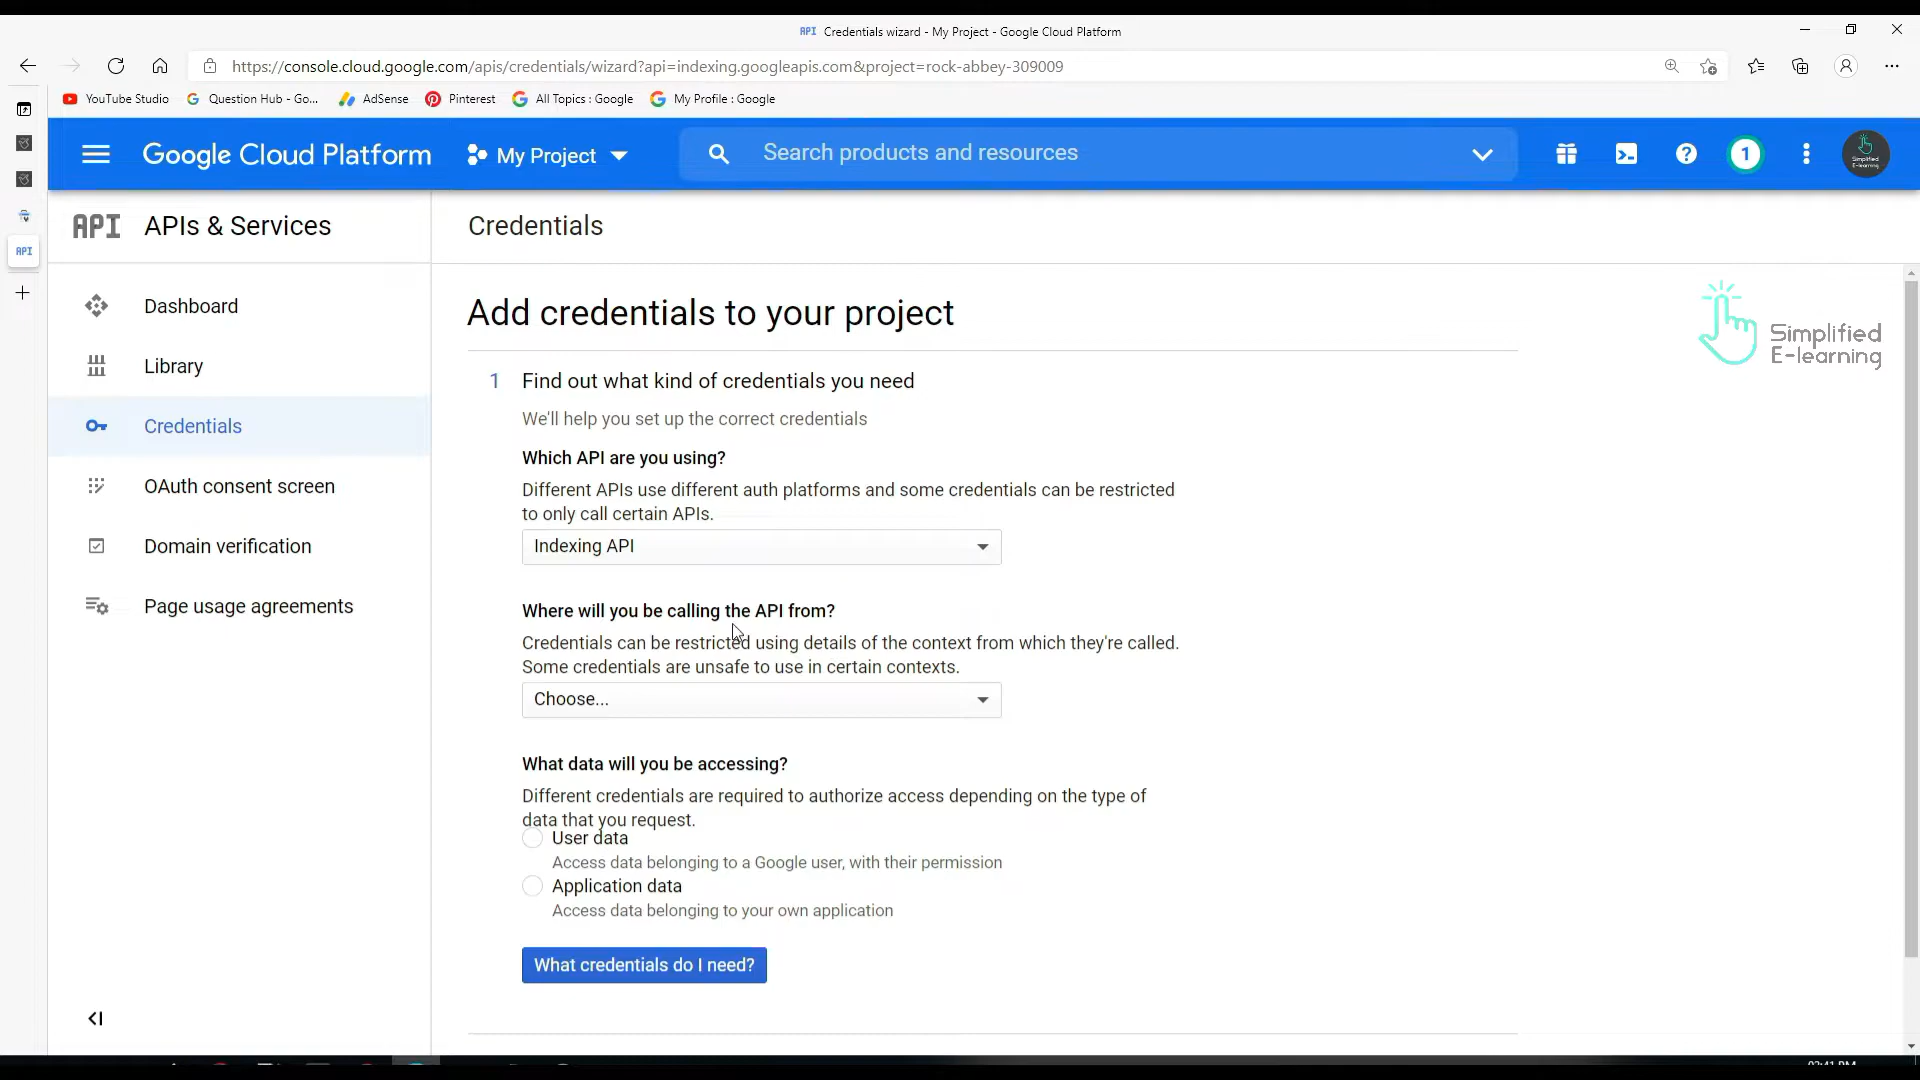 API Credentials wizard - My Project - Google Cloud Platform
https://console.cloud.google.com/apis/credentials/wizard?api=indexing.googleapis.com&project=rock-abbey-309009
YouTube Studio
Question Hub - Go...
AdSense
Pinterest
All Topics : Google
My Profile : Google
Google Cloud Platform
My Project
Search products and resources
1
Simplified
E-learning
API
API APIs & Services
Credentials
Dashboard
Library
Credentials
OAuth consent screen
Domain verification
Page usage agreements
Add credentials to your project
Simplified
E-learning
1 Find out what kind of credentials you need
We'll help you set up the correct credentials
Which API are you using?
Different APIs use different auth platforms and some credentials can be restricted
to only call certain APIs.
Indexing API
Where will you be calling the API from?
Credentials can be restricted using details of the context from which they're called.
Some credentials are unsafe to use in certain contexts.
Choose...
What data will you be accessing?
Different credentials are required to authorize access depending on the type of
data that you request.
User data
Access data belonging to a Google user, with their permission
Application data
Access data belonging to your own application
What credentials do I need?